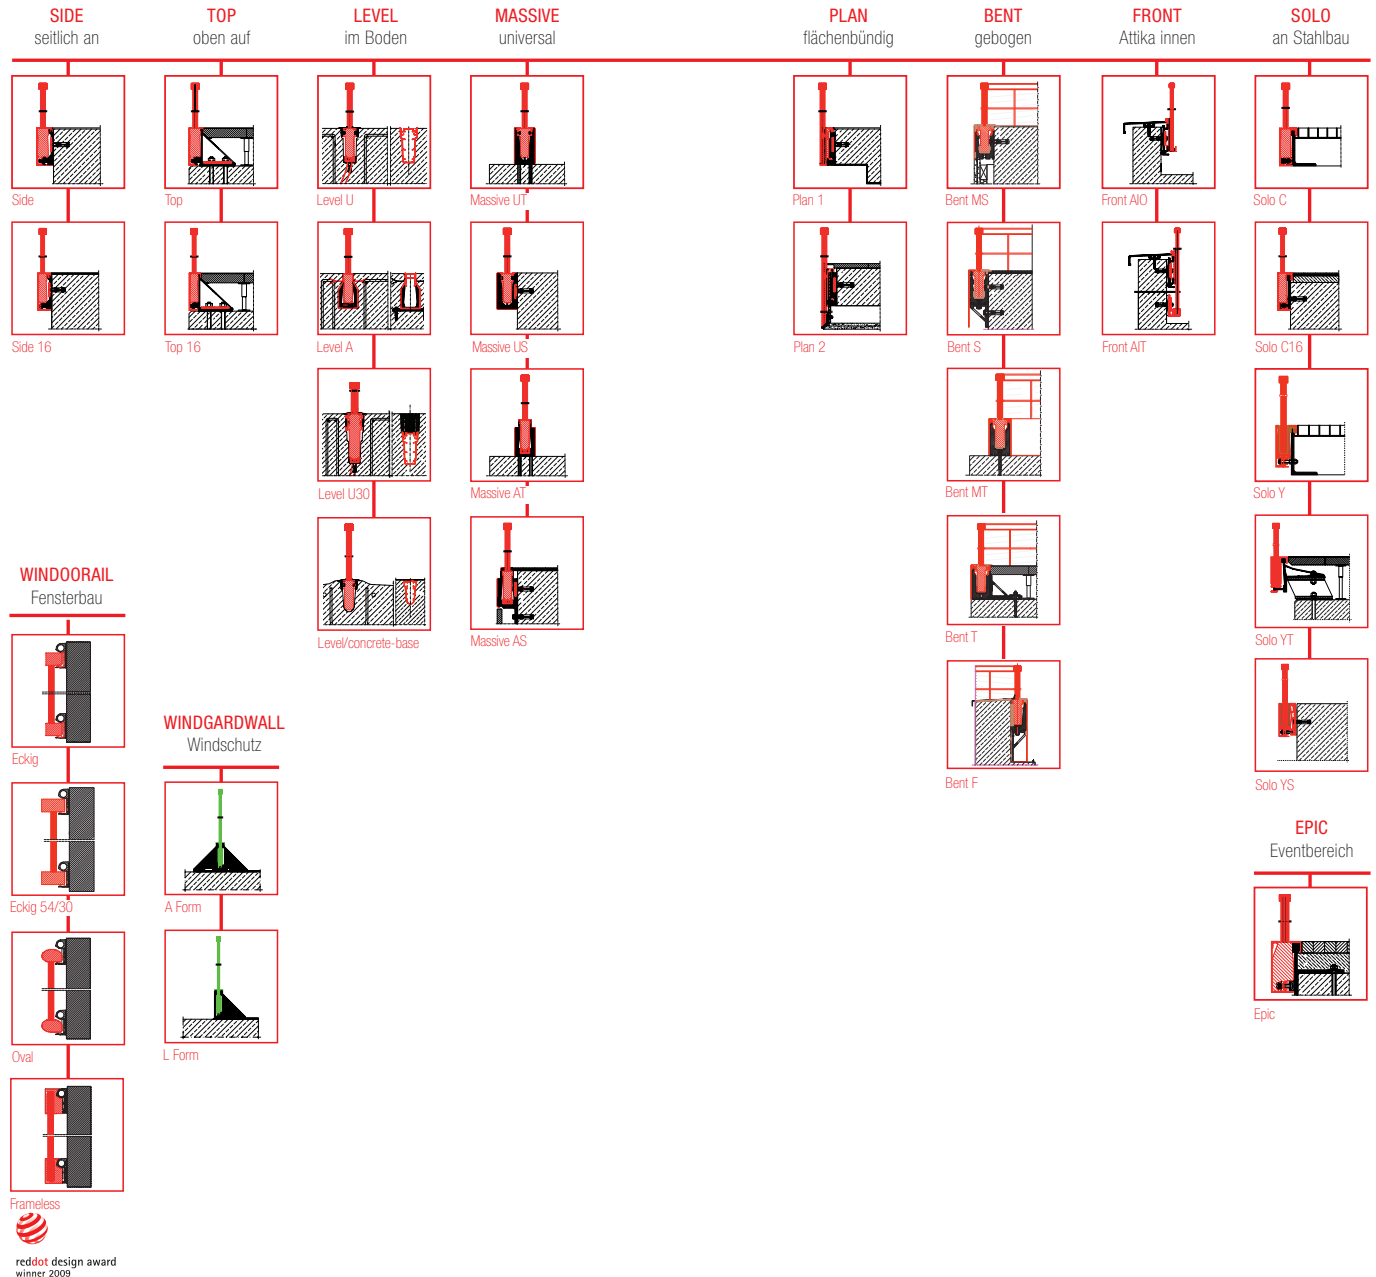 SIDE
seitlich an
TOP
oben auf
LEVEL
im Boden
MASSIVE
universal
PLAN
flächenbündig
BENT
gebogen
FRONT
Attika innen
SOLO
an Stahlbau
Side
Top
Level U
Massive UT
Plan 1
Bent MS
Front AIO
Solo C
Side 16
Top 16
Level A
Massive US
Plan 2
Bent S
Front AIT
Solo C16
Level U30
Massive AT
Bent MT
Solo Y
Level/concrete-base
Massive AS
Bent T
Solo YT
Bent F
Solo YS
WINDOORAIL
Fensterbau
Eckig
Eckig 54/30
Oval
Frameless
WINDGARDWALL
Windschutz
A Form
L Form
EPIC
Eventbereich
Epic
reddot design award
winner 2009